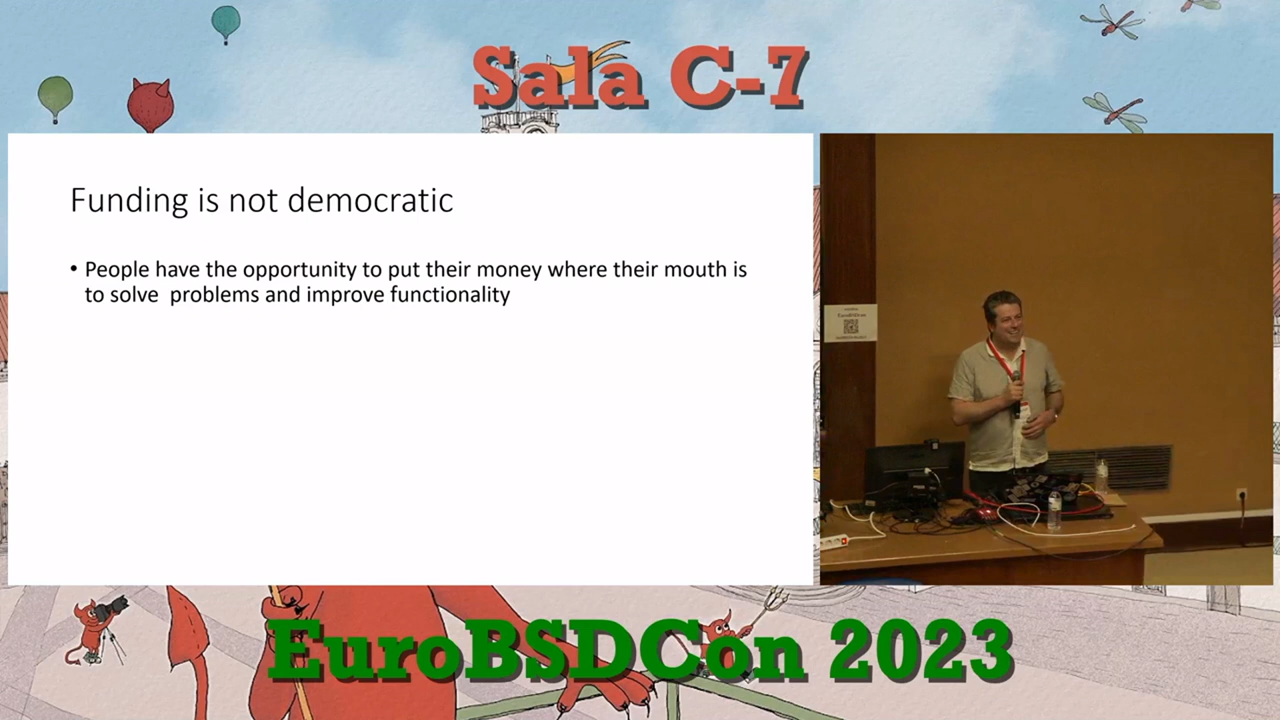 Sala C-7
Funding is not democratic
• People have the opportunity to put their money where their mouth is
to solve  problems and improve functionality
EuroBSDCon 2023